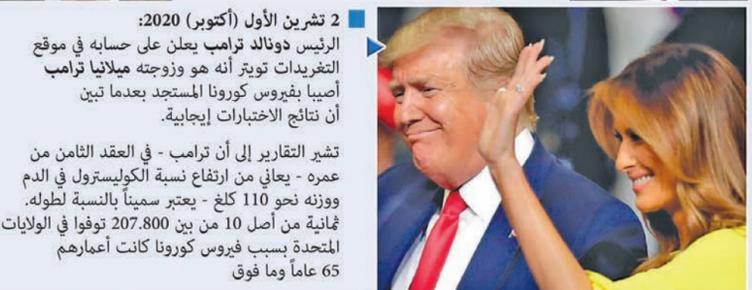 2 تشرين الأول (أكتوبر) 2020:
الرئيس دونالد ترامب يعلن على حسابه في موقع
التغريدات تويتر أنه هو وزوجته ميلانيا ترامب
أصيبا بفيروس كورونا المستجد بعدما تبين
أن نتائج الاختبارات إيجابية.
تشير التقارير إلى أن ترامب - في العقد الثامن من
عمره - يعاني من ارتفاع نسبة الكوليسترول في الدم
ووزنه نحو 110 كلغ - يعتبر سميناً بالنسبة لطوله.
ثمانية من أصل 10 من بين 207.800 توفوا في الولايات
المتحدة بسبب فيروس كورونا كانت أعمارهم
65 عاماً وما فوق